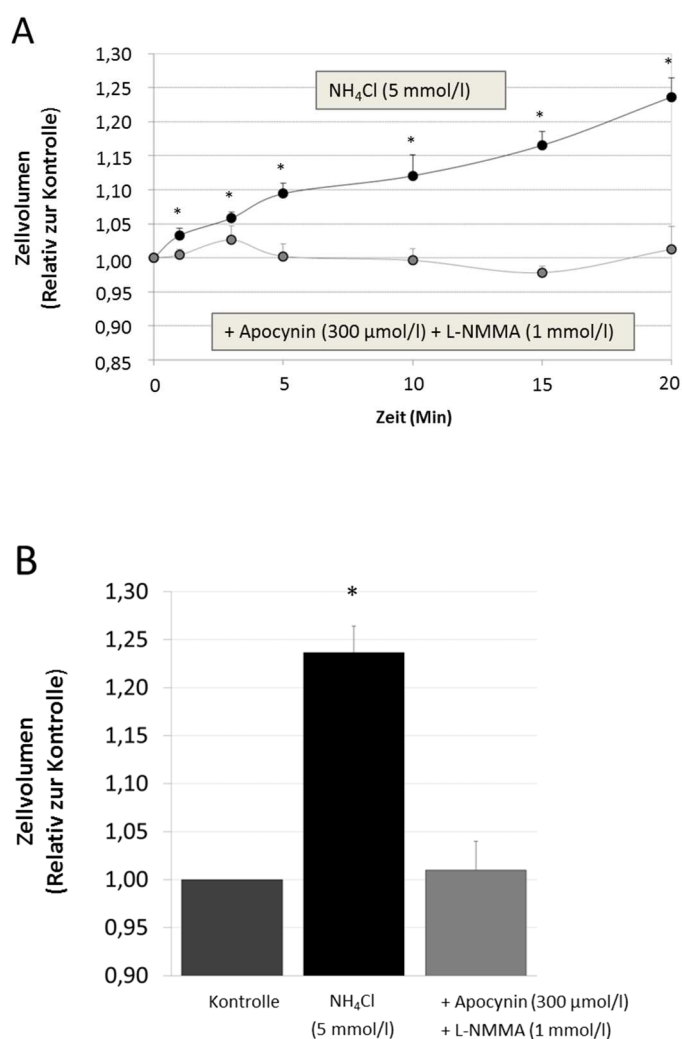 A
Zellvolumen
(Relativ zur Kontrolle)
1,30
1,25
1,20
1,15
1,10
1,05
1,00
0,95
0,90
0,85
NH₄Cl (5 mmol/l)
* * * * * *
+ Apocynin (300 µmol/l) + L-NMMA (1 mmol/l)
0 5 10 15 20
Zeit (Min)
B
Zellvolumen
(Relativ zur Kontrolle)
1,30
1,25
1,20
1,15
1,10
1,05
1,00
0,95
0,90
*
Kontrolle
NH₄Cl
(5 mmol/l)
+ Apocynin (300 µmol/l)
+ L-NMMA (1 mmol/l)